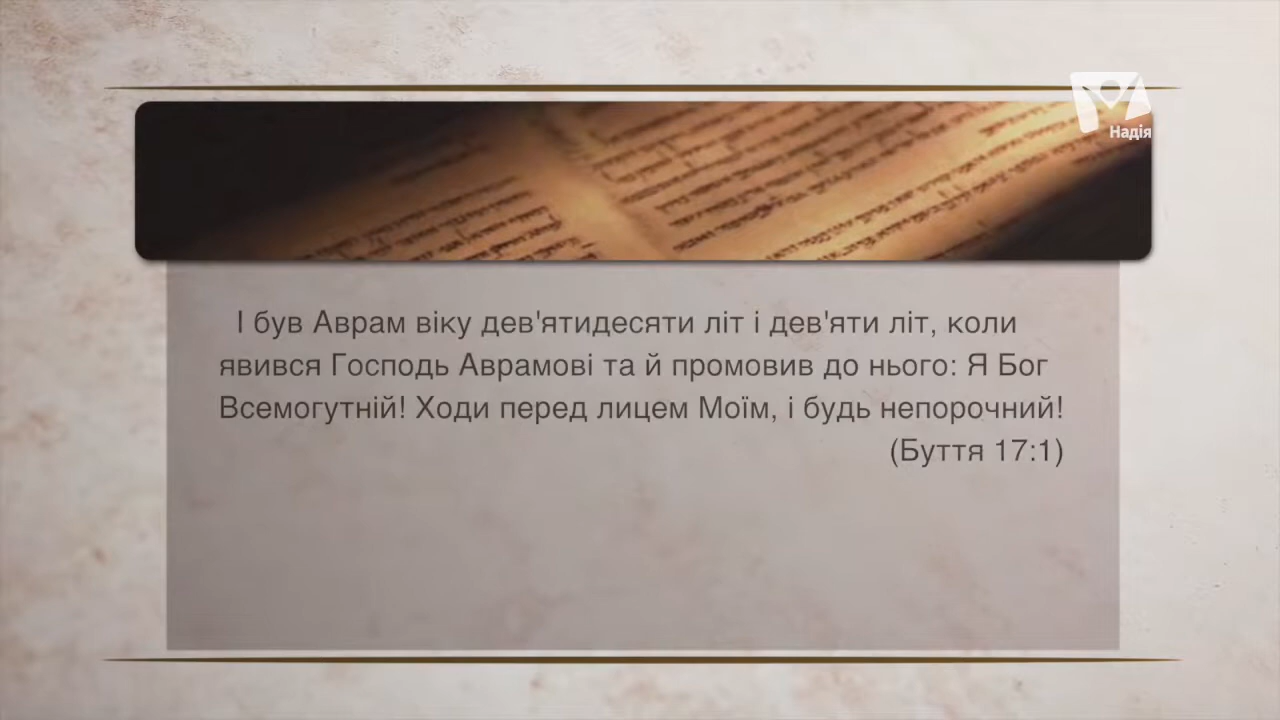 Надія
І був Аврам віку дев'ятидесяти літ і дев'яти літ, коли
явився Господь Аврамові та й промовив до нього: Я Бог
Всемогутній! Ходи перед лицем Моїм, і будь непорочний!
(Буття 17:1)